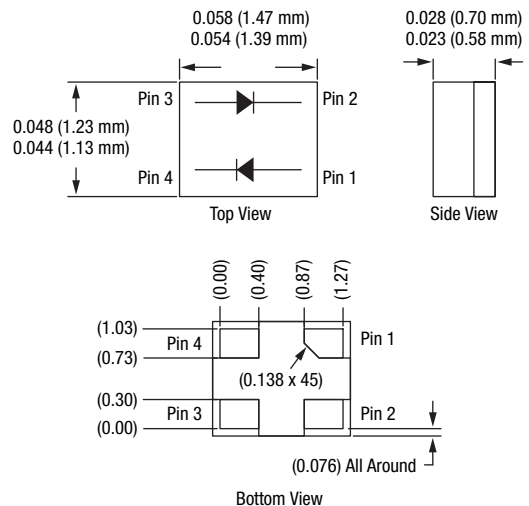 0.058 (1.47 mm)
0.054 (1.39 mm)
0.028 (0.70 mm)
0.023 (0.58 mm)
0.048 (1.23 mm)
0.044 (1.13 mm)
Pin 3
Pin 2
Pin 4
Pin 1
Top View
Side View
(0.00)
(0.40)
(0.87)
(1.27)
(1.03)
(0.73)
(0.30)
(0.00)
Pin 4
Pin 1
(0.138 x 45)
Pin 3
Pin 2
(0.076) All Around
Bottom View